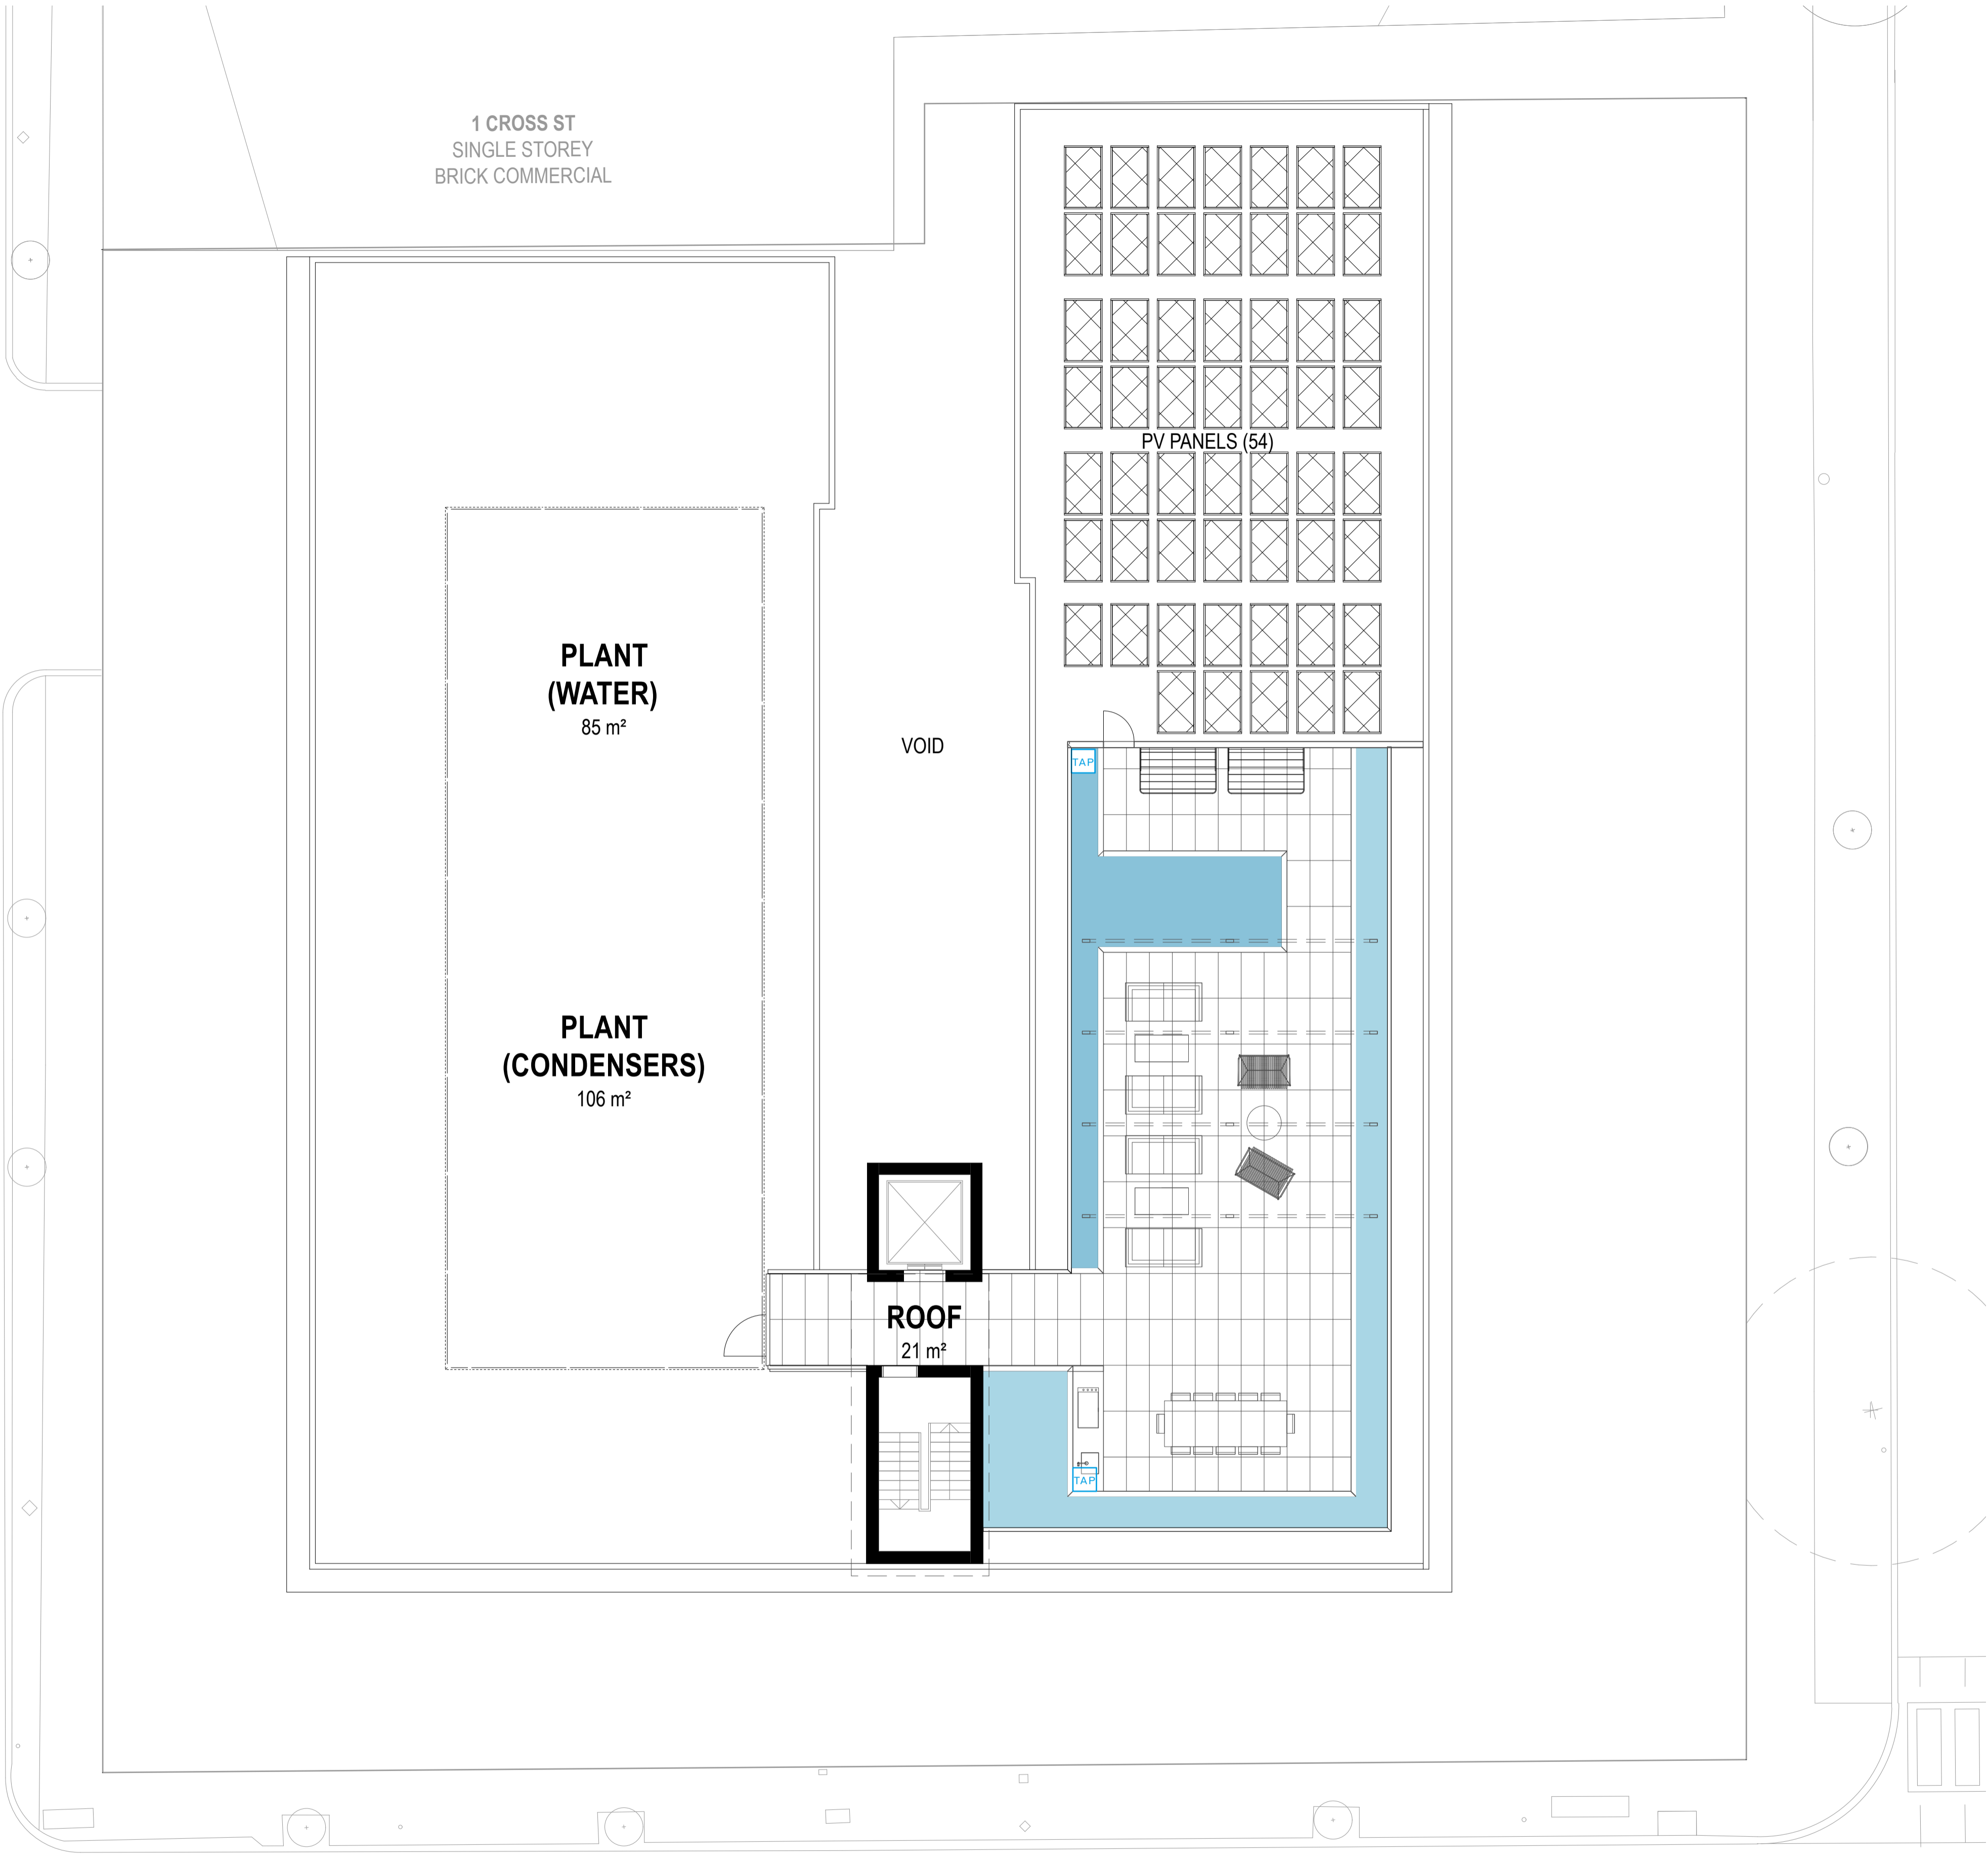 1 CROSS ST
SINGLE STOREY
BRICK COMMERCIAL
PV PANELS (54)
PLANT
(WATER)
85 m²
VOID
TAP
PLANT
(CONDENSERS)
106 m²
ROOF
21 m²
TAP